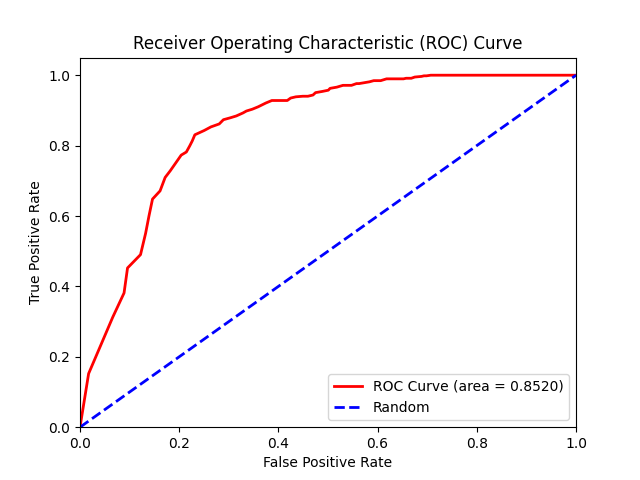 Receiver Operating Characteristic (ROC) Curve
True Positive Rate
1.0
0.8
0.6
0.4
0.2
0.0
ROC Curve (area = 0.8520)
Random
0.0 0.2 0.4 0.6 0.8 1.0
False Positive Rate